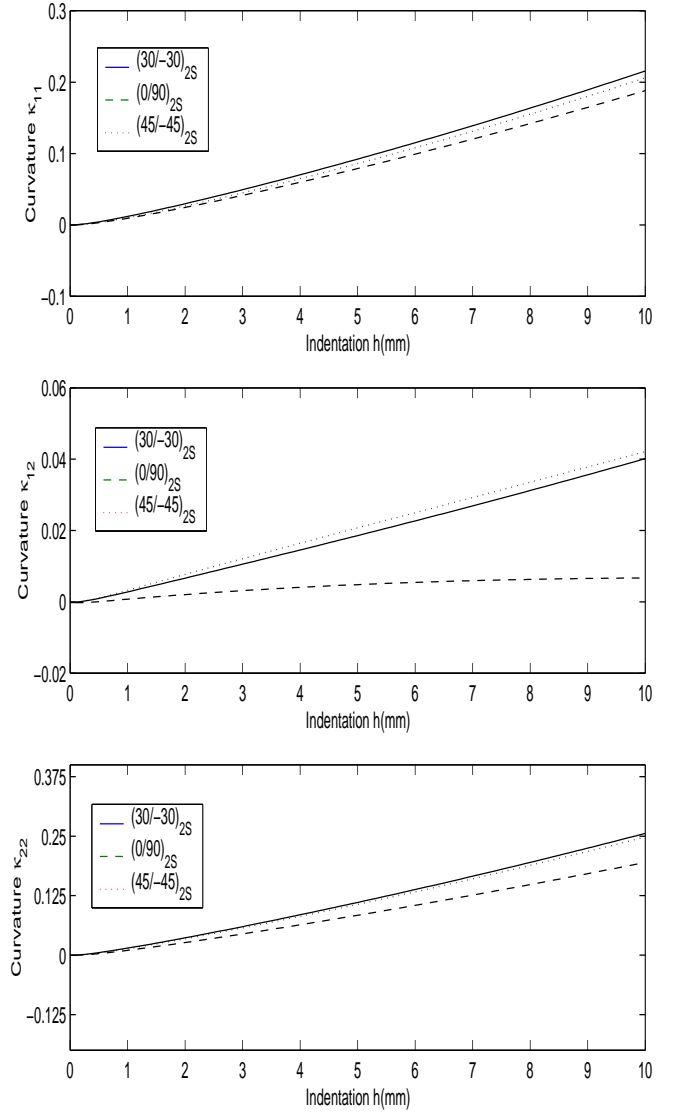 0.3
0.2
0.1
0
−0.1
Curvature κ11
(30/−30)2S
(0/90)2S
(45/−45)2S
0 1 2 3 4 5 6 7 8 9 10
Indentation h(mm)
0.06
0.04
0.02
0
−0.02
Curvature κ12
(30/−30)2S
(0/90)2S
(45/−45)2S
0 1 2 3 4 5 6 7 8 9 10
Indentation h(mm)
0.375
0.25
0.125
0
−0.125
Curvature κ22
(30/−30)2S
(0/90)2S
(45/−45)2S
0 1 2 3 4 5 6 7 8 9 10
Indentation h(mm)